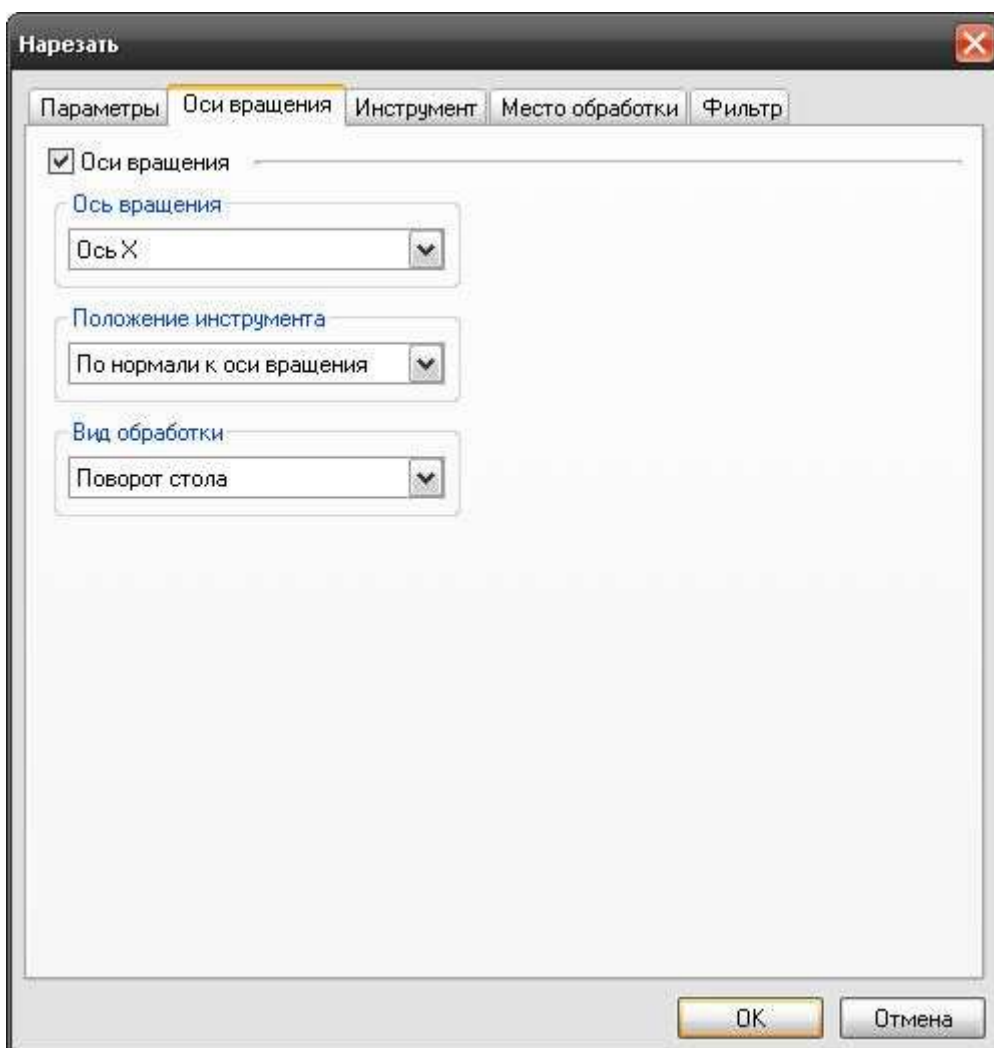 Нарезать
Параметры Оси вращения Инструмент Место обработки Фильтр
Оси вращения
Ось вращения
Ось X
Положение инструмента
По нормали к оси вращения
Вид обработки
Поворот стола
OK Отмена